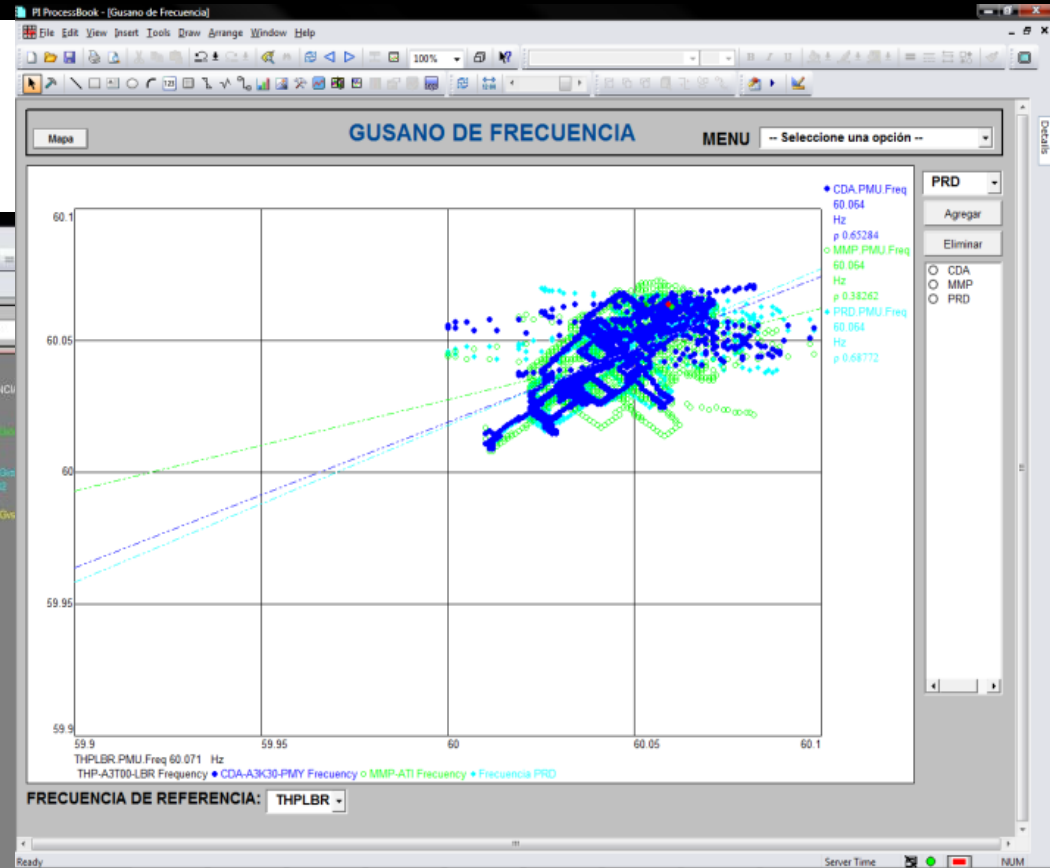 PI ProcessBook - [Gusano de Frecuencia]
File Edit View Insert Tools Draw Arrange Window Help
100%
B I U
Details
Mapa
GUSANO DE FRECUENCIA
MENU
-- Seleccione una opción --
PRD
Agregar
Eliminar
CDA
MMP
PRD
CDA.PMU.Freq
60.064
Hz
ρ 0.65284
MMP.PMU.Freq
60.064
Hz
ρ 0.38262
PRD.PMU.Freq
60.064
Hz
ρ 0.68772
60.1
60.05
60
59.95
59.9
59.9 59.95 60 60.05 60.1
THPLBR.PMU.Freq 60.071 Hz
THP-A3T00-LBR Frequency CDA-A3K30-PMY Frecuency MMP-ATI.Frecuency Frecuencia PRD
FRECUENCIA DE REFERENCIA: THPLBR
Ready
Server Time
NUM